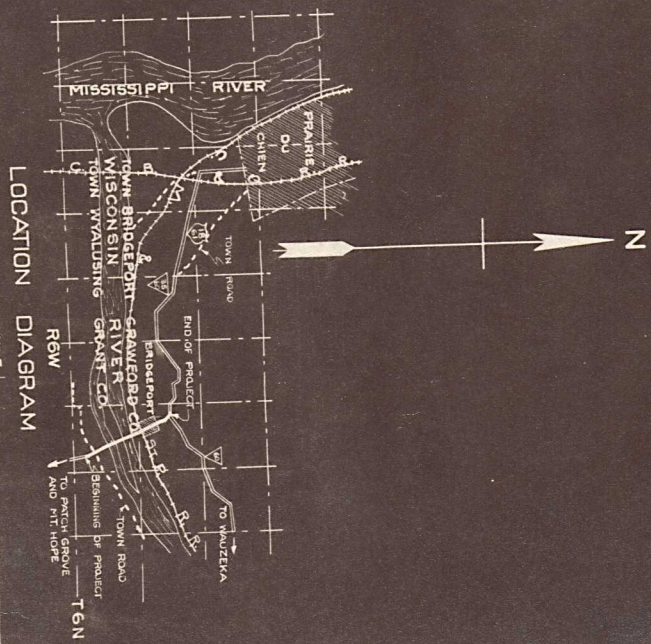 MISSISSIPPI RIVER
PRAIRIE
DU
CHIEN
N
TOWN ROAD
TOWN BRIDGEPORT CRAWFORD CO.
WISCONSIN RIVER
TOWN WYALUSING GRANT CO.
END OF PROJECT
BRIDGEPORT
60
TO WAUZEKA
R6W
BEGINNING OF PROJECT
TOWN ROAD
TO PATCH GROVE
AND MT. HOPE
T6N
LOCATION DIAGRAM